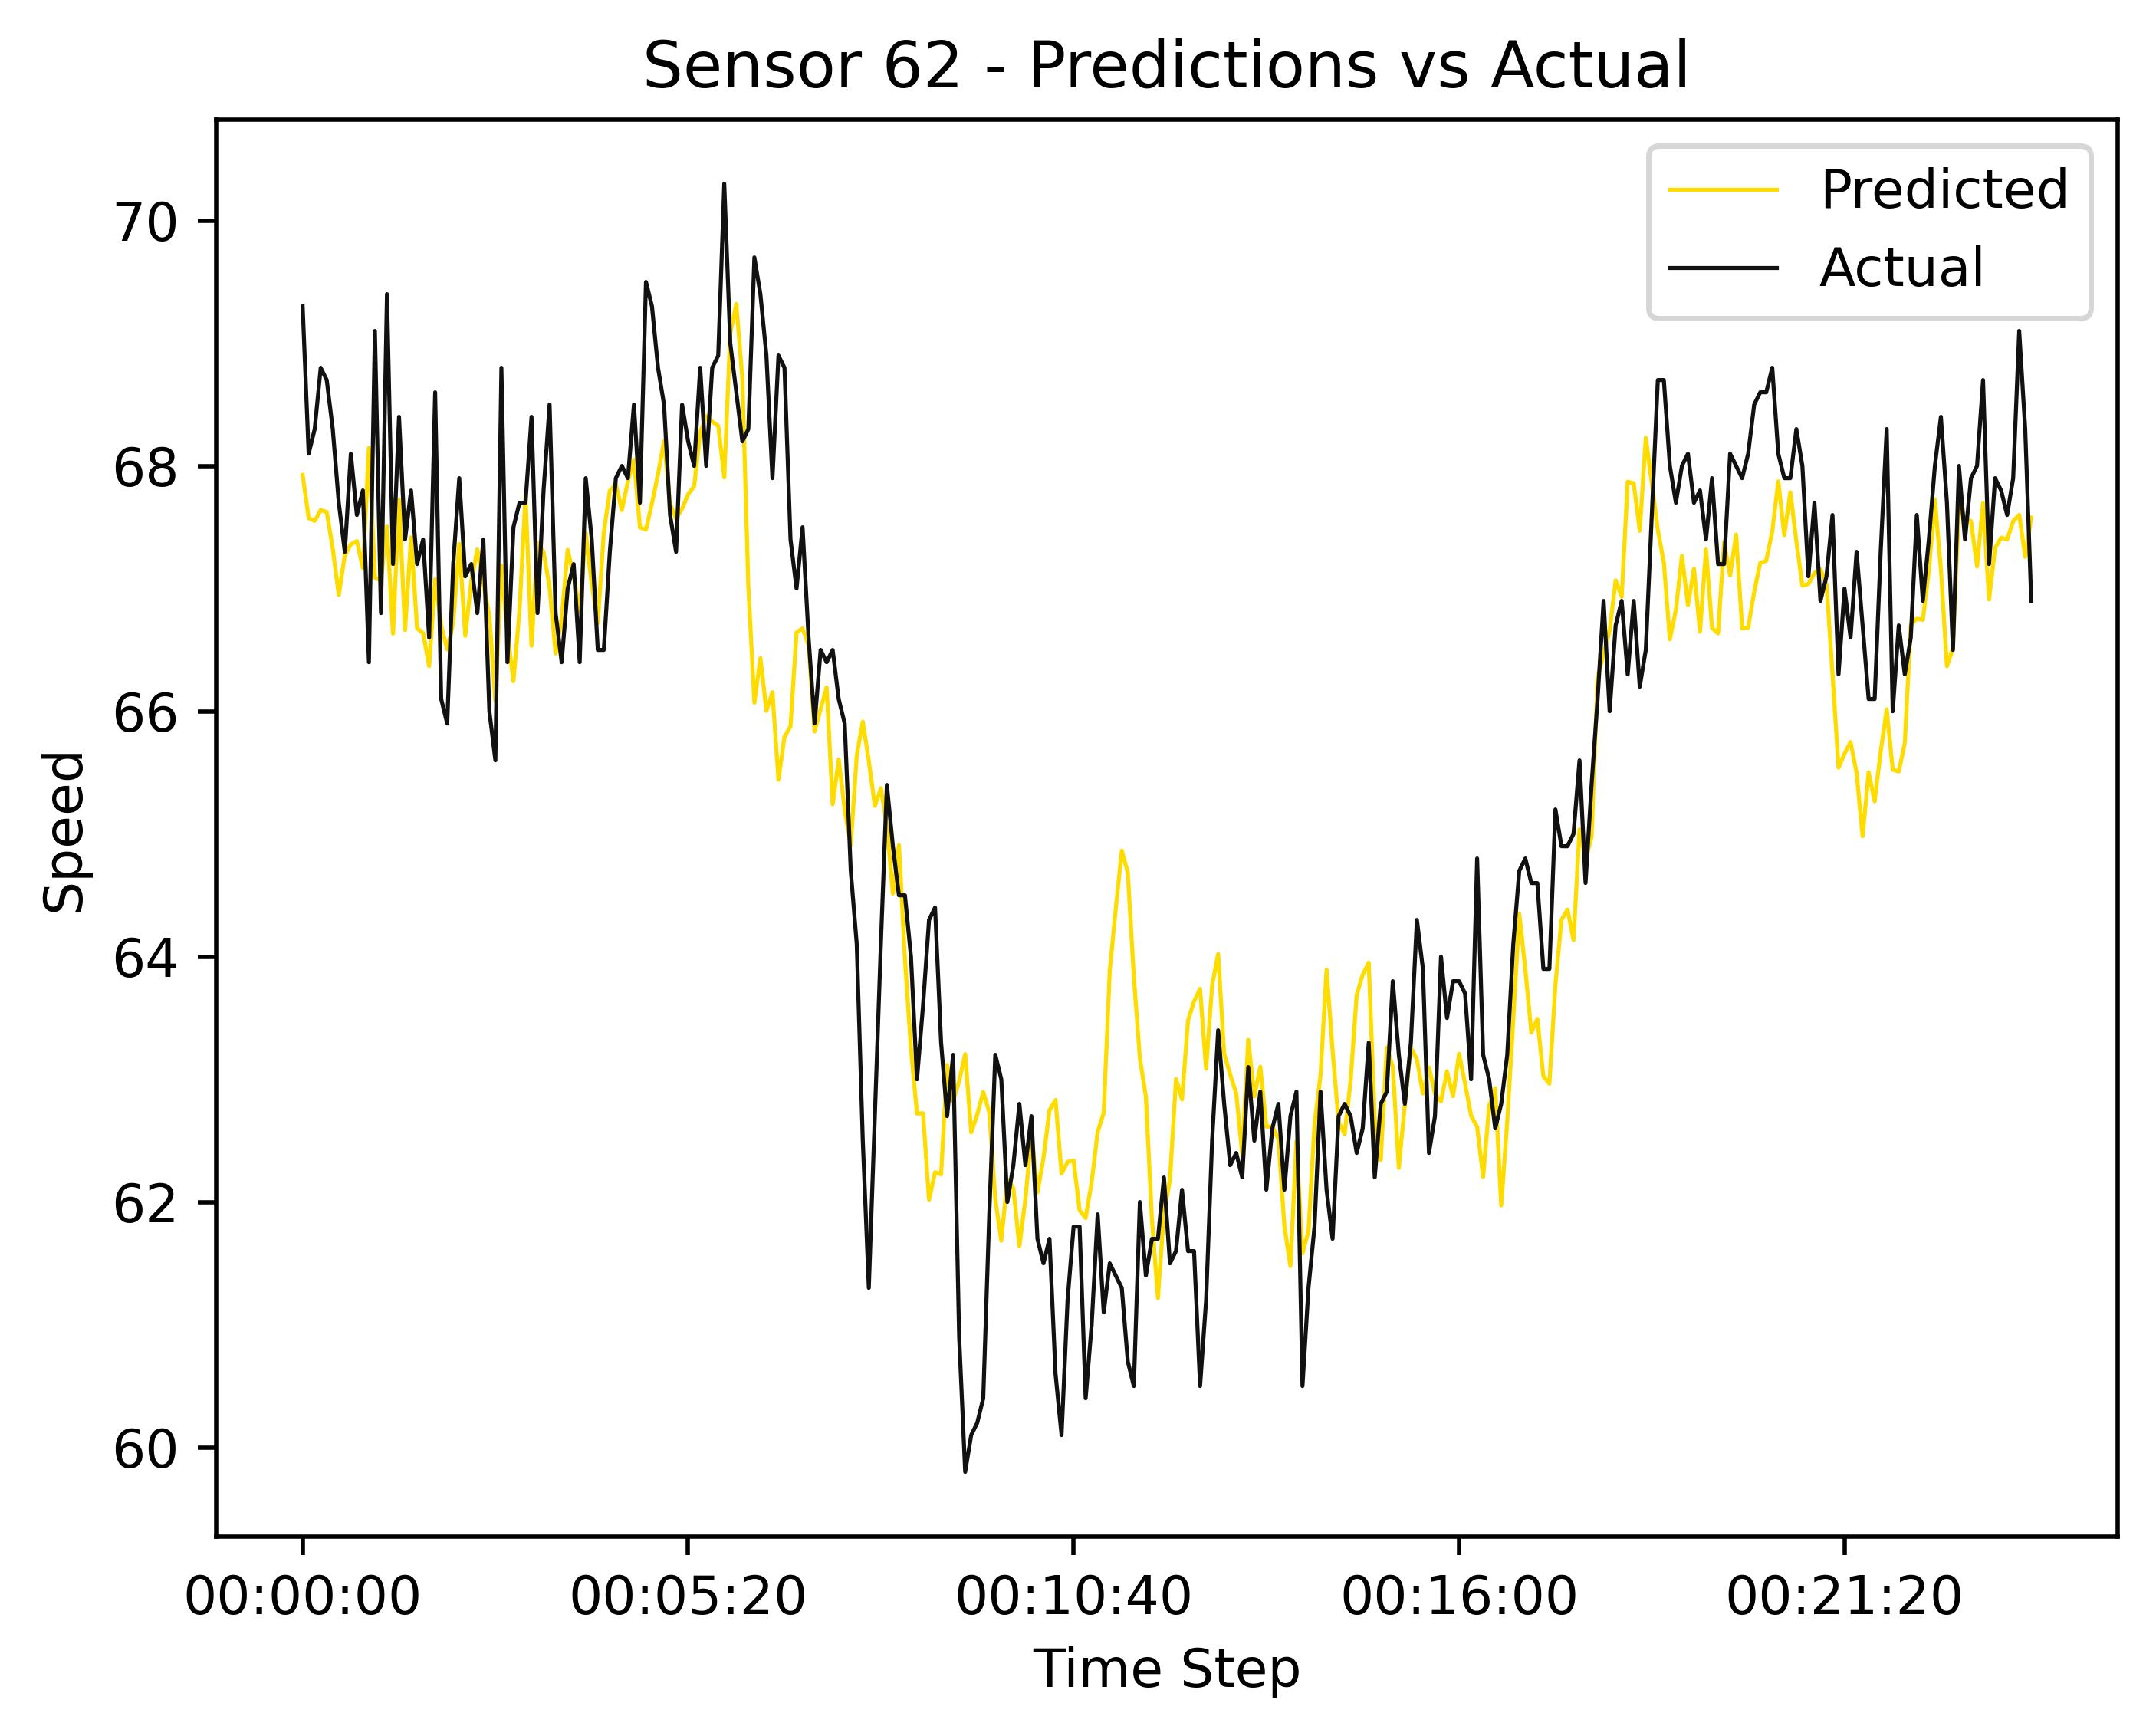 Sensor 62 - Predictions vs Actual
Predicted
Actual
70
68
66
64
62
60
Speed
00:00:00 00:05:20 00:10:40 00:16:00 00:21:20
Time Step